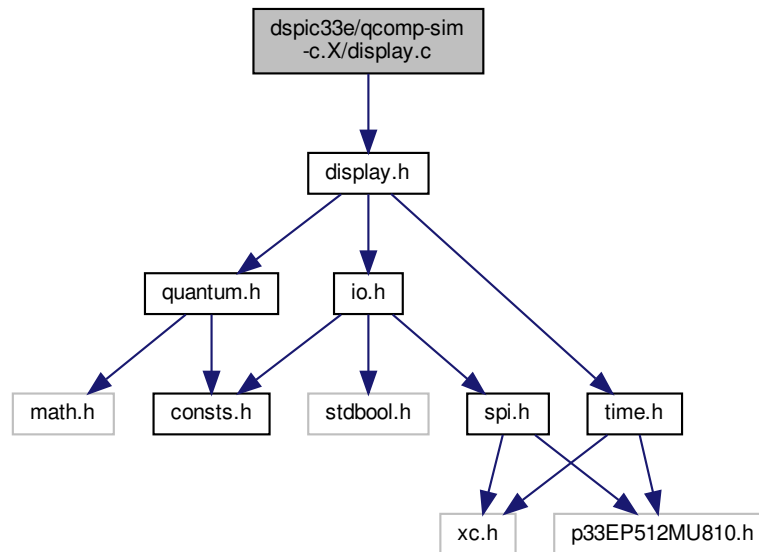 dspic33e/qcomp-sim
-c.X/display.c
display.h
quantum.h
io.h
math.h
consts.h
stdbool.h
spi.h
time.h
xc.h
p33EP512MU810.h